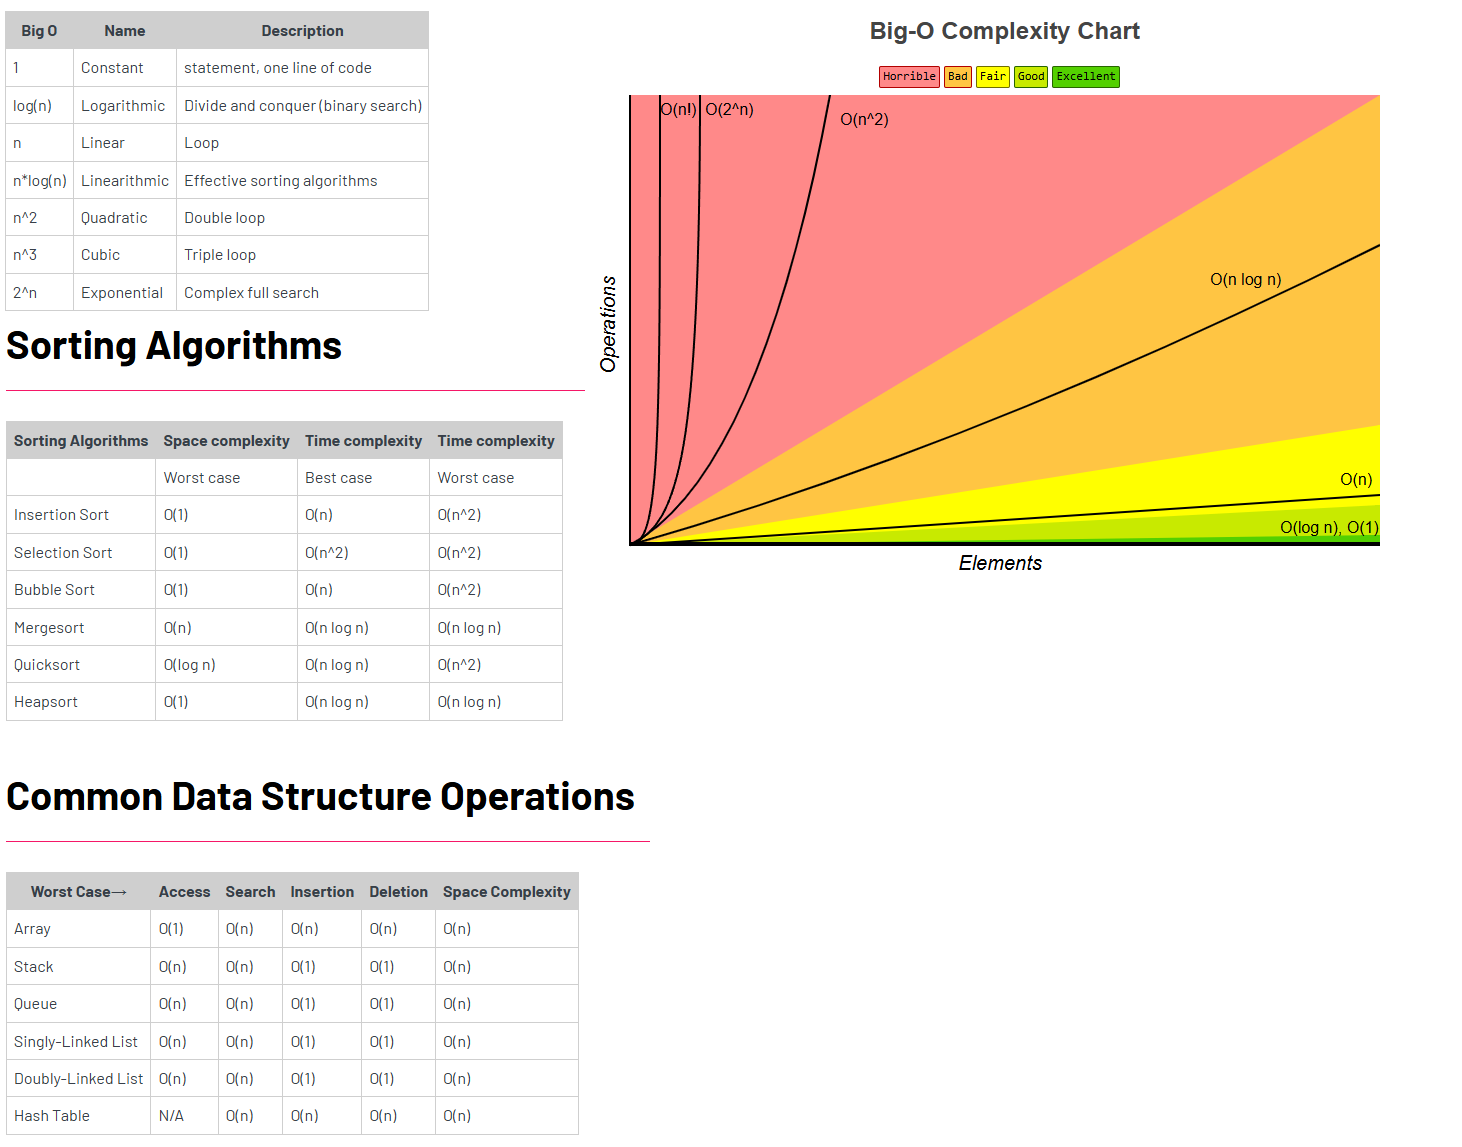 Big O Name Description
1 Constant statement, one line of code
log(n) Logarithmic Divide and conquer (binary search)
n Linear Loop
n*log(n) Linearithmic Effective sorting algorithms
n^2 Quadratic Double loop
n^3 Cubic Triple loop
2^n Exponential Complex full search
Big-O Complexity Chart
Horrible Bad Fair Good Excellent
O(n!) O(2^n) O(n^2)
O(n log n)
O(n)
O(log n), O(1)
Operations
Elements
Sorting Algorithms
Sorting Algorithms Space complexity Time complexity Time complexity
Worst case Best case Worst case
Insertion Sort O(1) O(n) O(n^2)
Selection Sort O(1) O(n^2) O(n^2)
Bubble Sort O(1) O(n) O(n^2)
Mergesort O(n) O(n log n) O(n log n)
Quicksort O(log n) O(n log n) O(n^2)
Heapsort O(1) O(n log n) O(n log n)
Common Data Structure Operations
Worst Case→ Access Search Insertion Deletion Space Complexity
Array O(1) O(n) O(n) O(n) O(n)
Stack O(n) O(n) O(1) O(1) O(n)
Queue O(n) O(n) O(1) O(1) O(n)
Singly-Linked List O(n) O(n) O(1) O(1) O(n)
Doubly-Linked List O(n) O(n) O(1) O(1) O(n)
Hash Table N/A O(n) O(n) O(n) O(n)